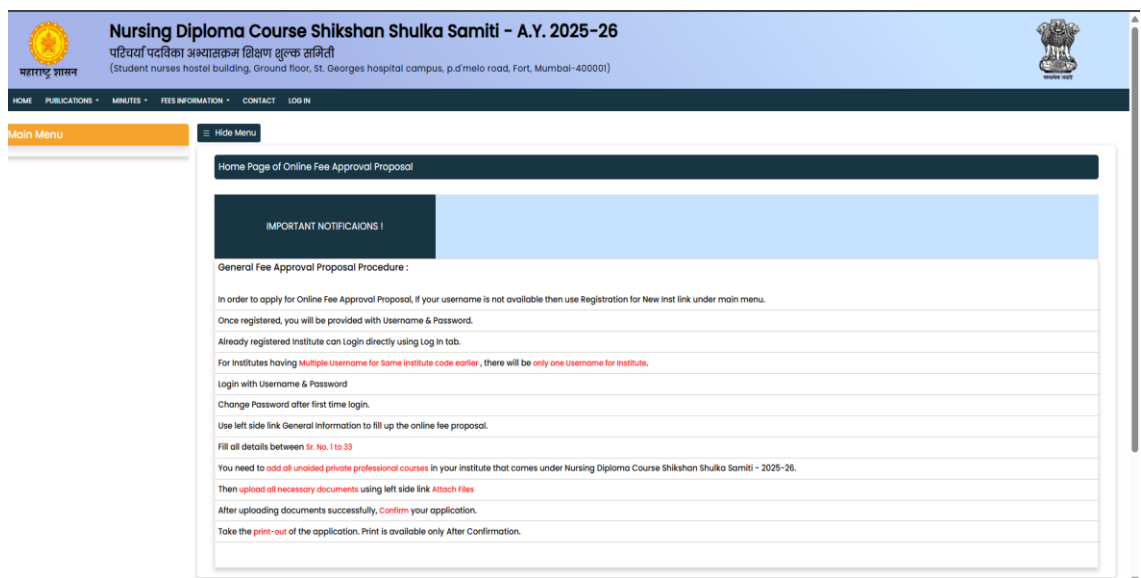 Nursing Diploma Course Shikshan Shulka Samiti - A.Y. 2025-26
परिचर्या पदविका अभ्यासक्रम शिक्षण शुल्क समिती
(Student nurses hostel building, Ground floor, St. Georges hospital campus, p.d'melo road, Fort, Mumbai-400001)
महाराष्ट्र शासन
सत्यमेव जयते
HOME PUBLICATIONS MINUTES FEES INFORMATION CONTACT LOG IN
Main Menu
Hide Menu
Home Page of Online Fee Approval Proposal
IMPORTANT NOTIFICAIONS !
General Fee Approval Proposal Procedure :
In order to apply for Online Fee Approval Proposal, If your username is not available then use Registration for New Inst link under main menu.
Once registered, you will be provided with Username & Password.
Already registered Institute can Login directly using Log In tab.
For Institutes having Multiple Username for Same institute code earlier , there will be only one Username for Institute.
Login with Username & Password
Change Password after first time login.
Use left side link General Information to fill up the online fee proposal.
Fill all details between Sr. No. 1 to 33
You need to add all unaided private professional courses in your institute that comes under Nursing Diploma Course Shikshan Shulka Samiti - 2025-26.
Then upload all necessary documents using left side link Attach Files
After uploading documents successfully, Confirm your application.
Take the print-out of the application. Print is available only After Confirmation.